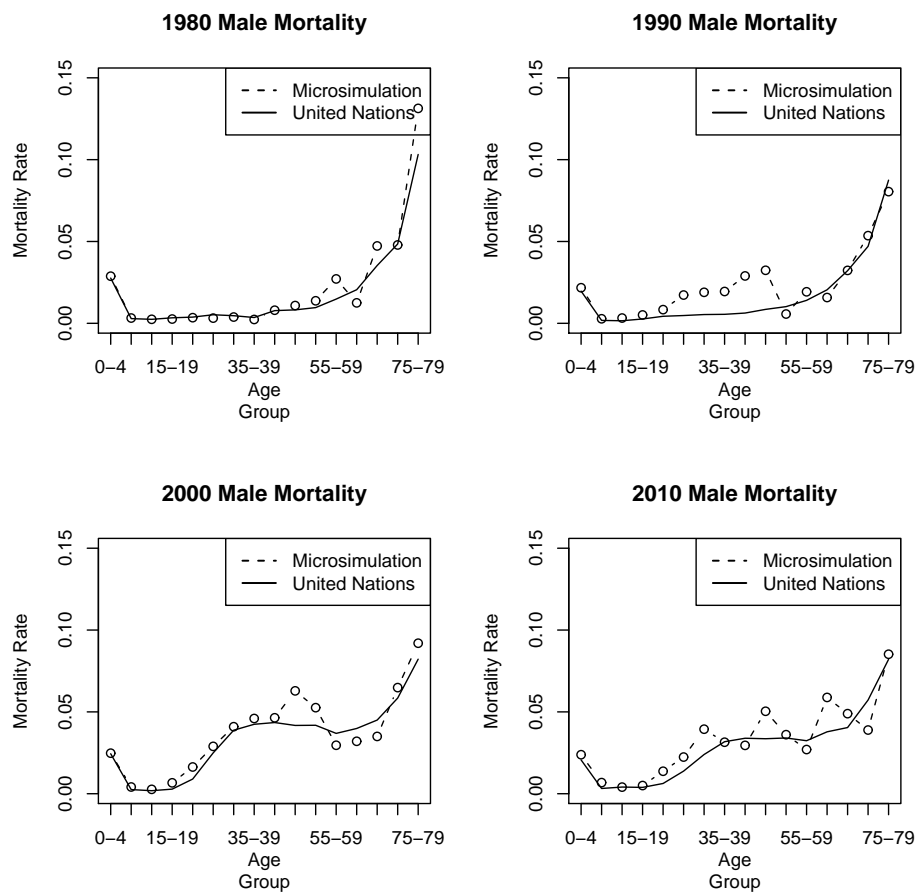 1980 Male Mortality
Mortality Rate
0.15
0.10
0.05
0.00
Microsimulation
United Nations
0–4 15–19 35–39 55–59 75–79
Age
Group
1990 Male Mortality
Mortality Rate
0.15
0.10
0.05
0.00
Microsimulation
United Nations
0–4 15–19 35–39 55–59 75–79
Age
Group
2000 Male Mortality
Mortality Rate
0.15
0.10
0.05
0.00
Microsimulation
United Nations
0–4 15–19 35–39 55–59 75–79
Age
Group
2010 Male Mortality
Mortality Rate
0.15
0.10
0.05
0.00
Microsimulation
United Nations
0–4 15–19 35–39 55–59 75–79
Age
Group